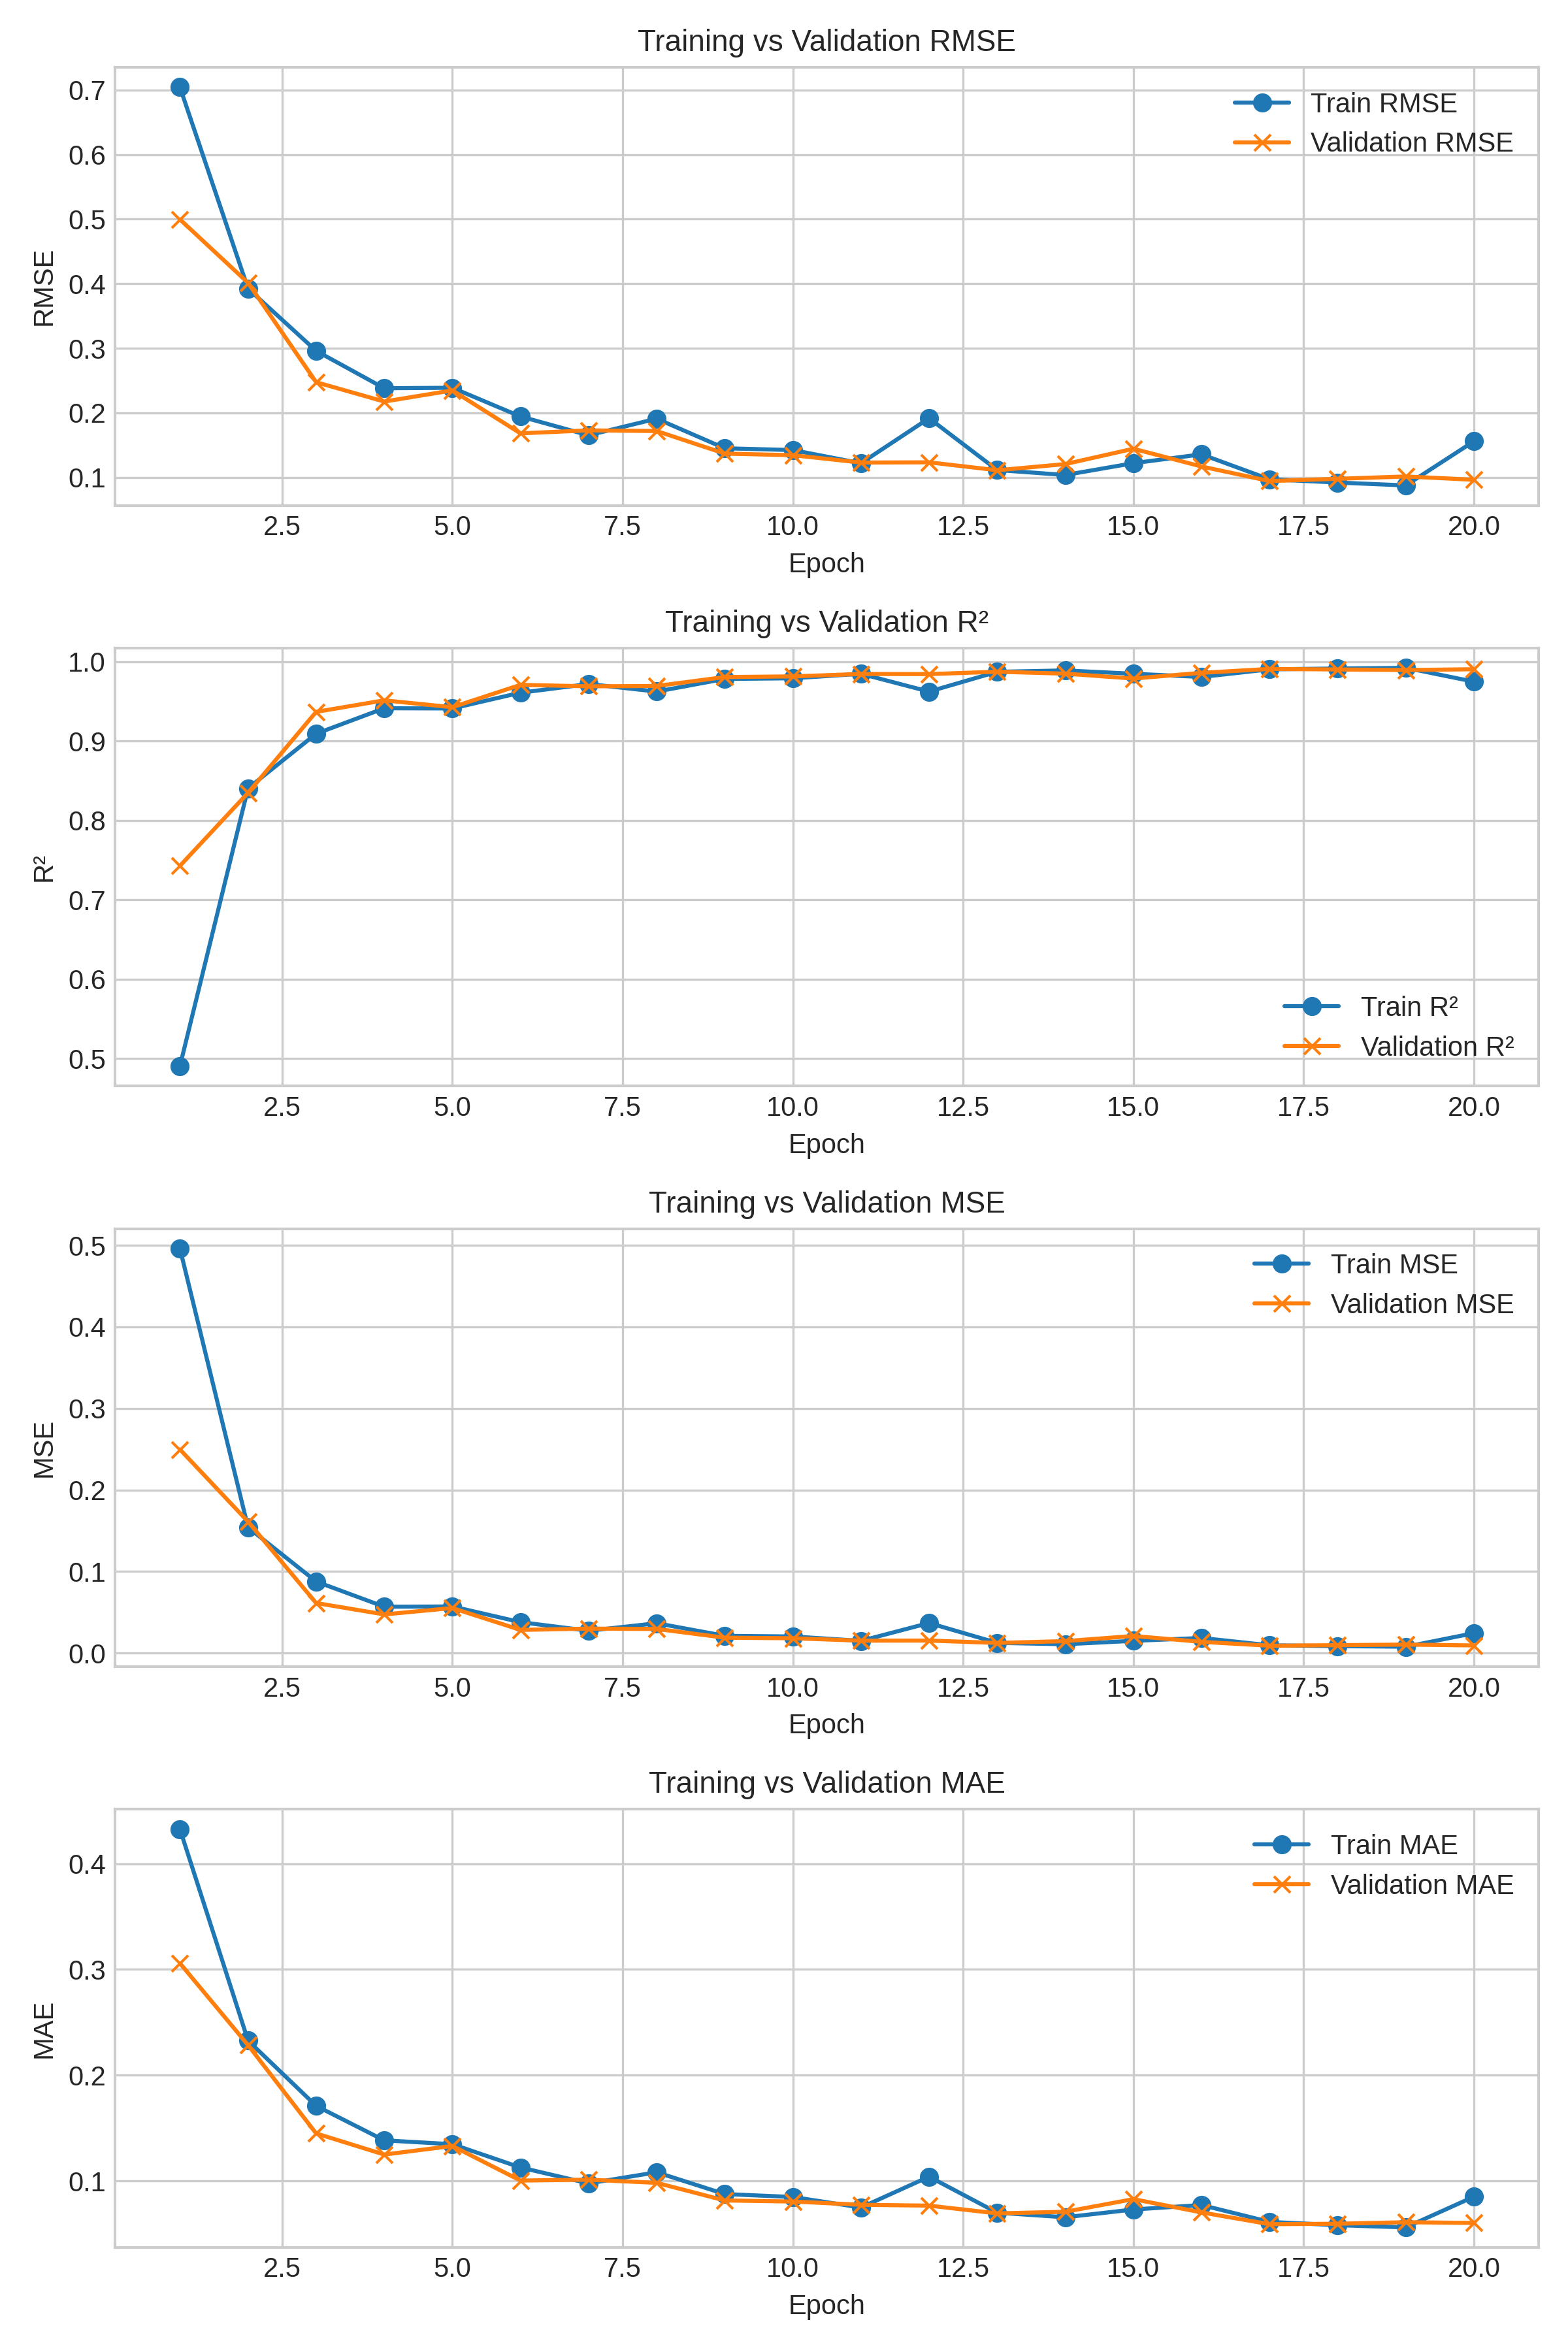 Training vs Validation RMSE
0.7
0.6
0.5
0.4
0.3
0.2
0.1
RMSE
Train RMSE
Validation RMSE
2.5 5.0 7.5 10.0 12.5 15.0 17.5 20.0
Epoch
Training vs Validation R²
1.0
0.9
0.8
0.7
0.6
0.5
R²
Train R²
Validation R²
2.5 5.0 7.5 10.0 12.5 15.0 17.5 20.0
Epoch
Training vs Validation MSE
0.5
0.4
0.3
0.2
0.1
0.0
MSE
Train MSE
Validation MSE
2.5 5.0 7.5 10.0 12.5 15.0 17.5 20.0
Epoch
Training vs Validation MAE
0.4
0.3
0.2
0.1
MAE
Train MAE
Validation MAE
2.5 5.0 7.5 10.0 12.5 15.0 17.5 20.0
Epoch